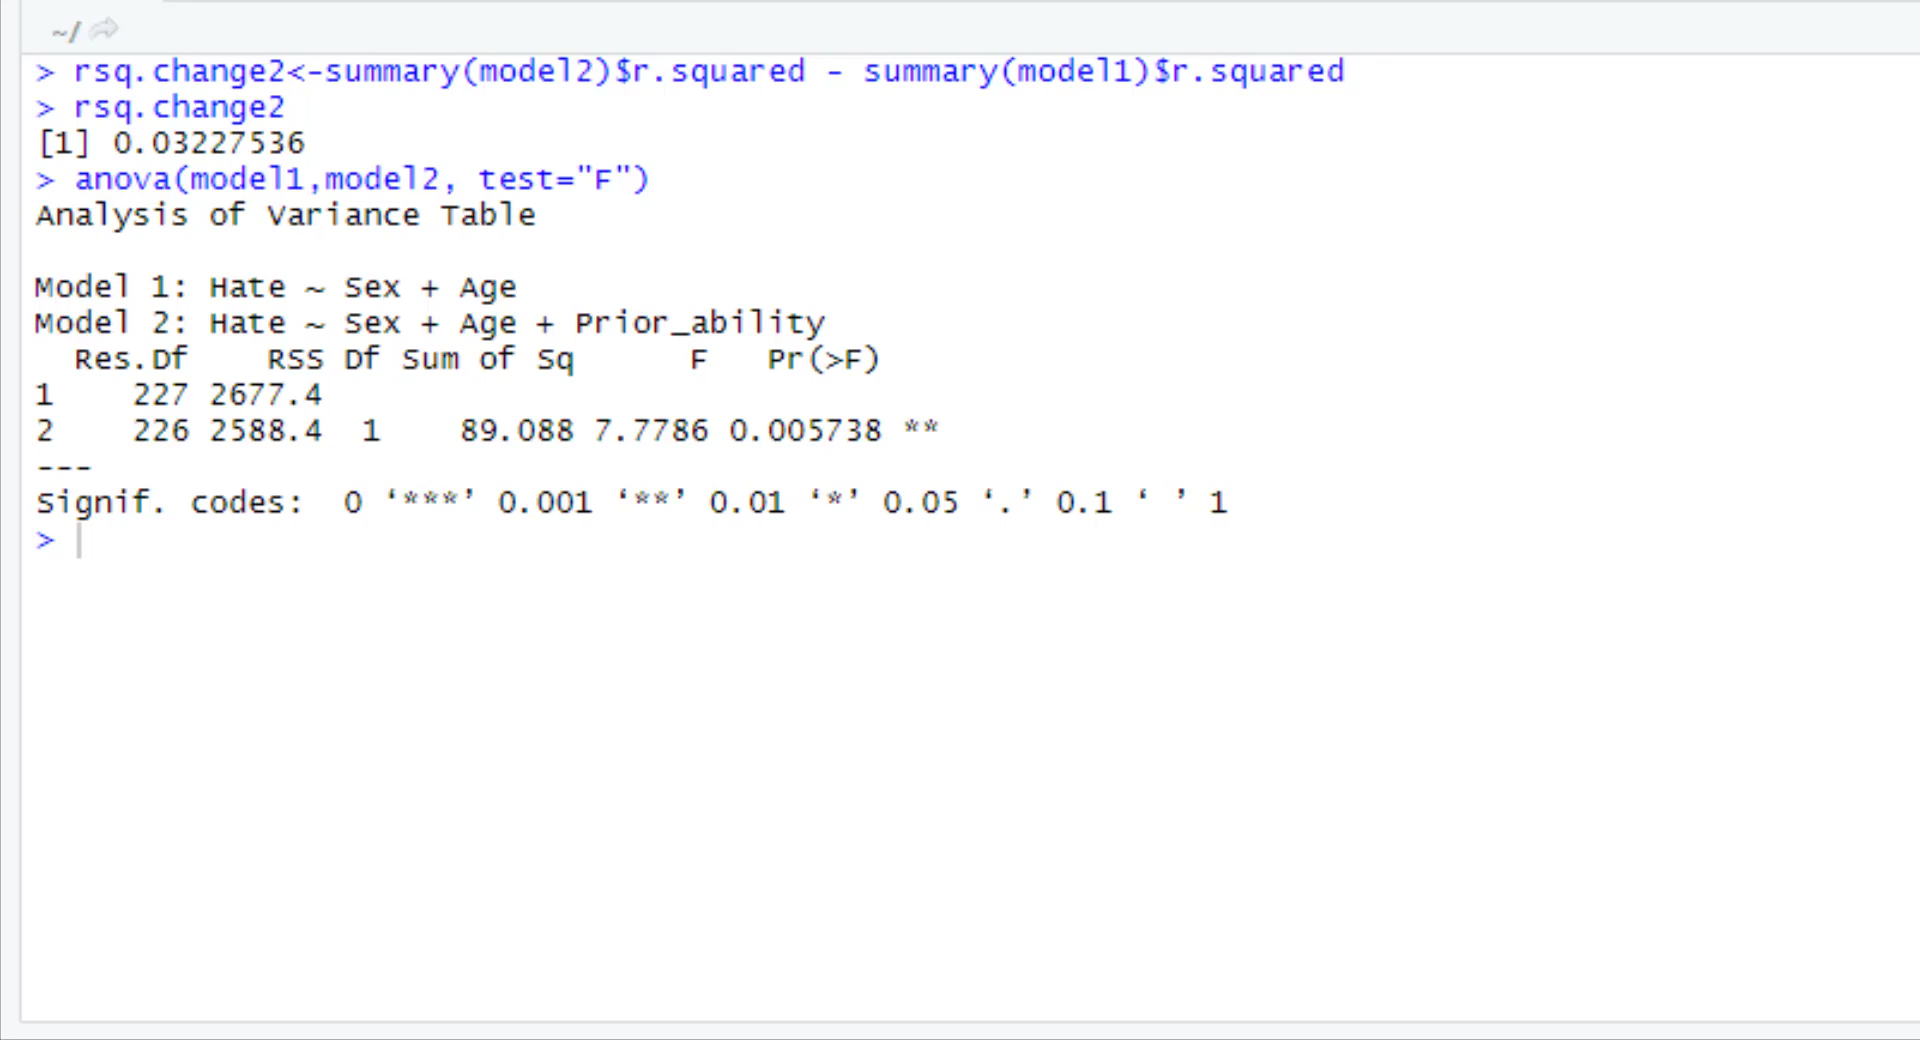 ~/
> rsq.change2<-summary(model2)$r.squared - summary(model1)$r.squared
> rsq.change2
[1] 0.03227536
> anova(model1,model2, test="F")
Analysis of Variance Table
Model 1: Hate ~ Sex + Age
Model 2: Hate ~ Sex + Age + Prior_ability
Res.Df RSS Df Sum of Sq F Pr(>F)
1 227 2677.4
2 226 2588.4 1 89.088 7.7786 0.005738 **
---
Signif. codes: 0 ‘***’ 0.001 ‘**’ 0.01 ‘*’ 0.05 ‘.’ 0.1 ‘ ’ 1
>